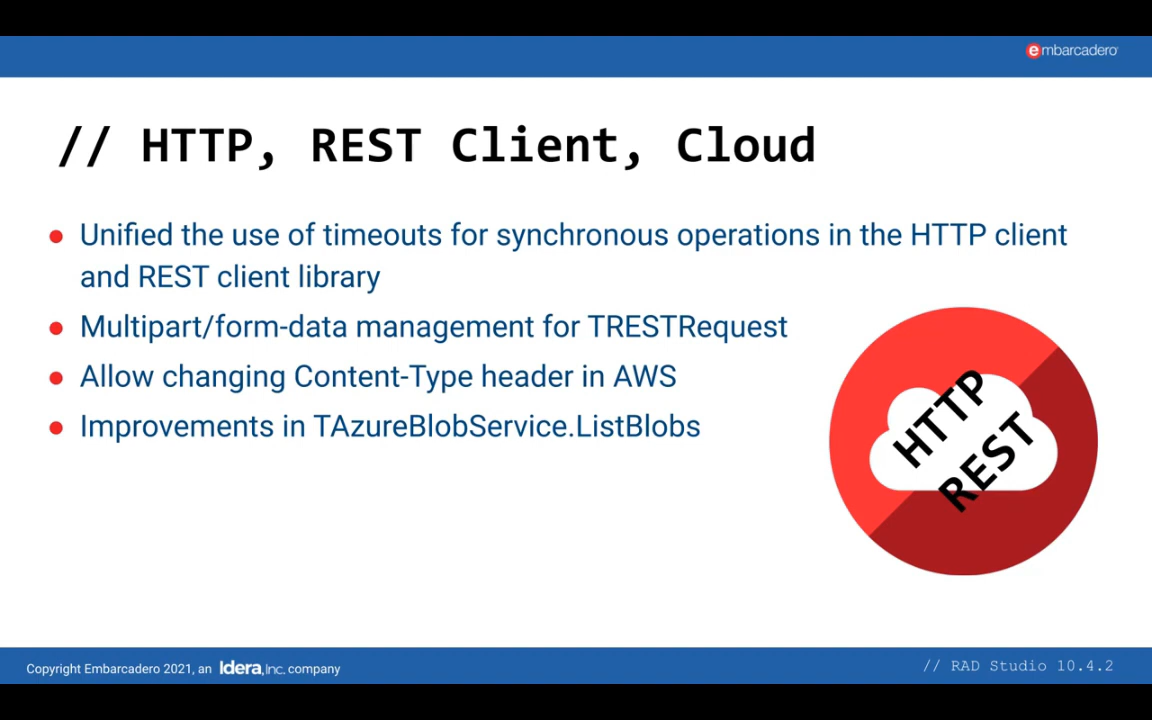 embarcadero
// HTTP, REST Client, Cloud
● Unified the use of timeouts for synchronous operations in the HTTP client
and REST client library
● Multipart/form-data management for TRESTRequest
● Allow changing Content-Type header in AWS
● Improvements in TAzureBlobService.ListBlobs
HTTP
REST
Copyright Embarcadero 2021, an Idera, Inc. company
// RAD Studio 10.4.2